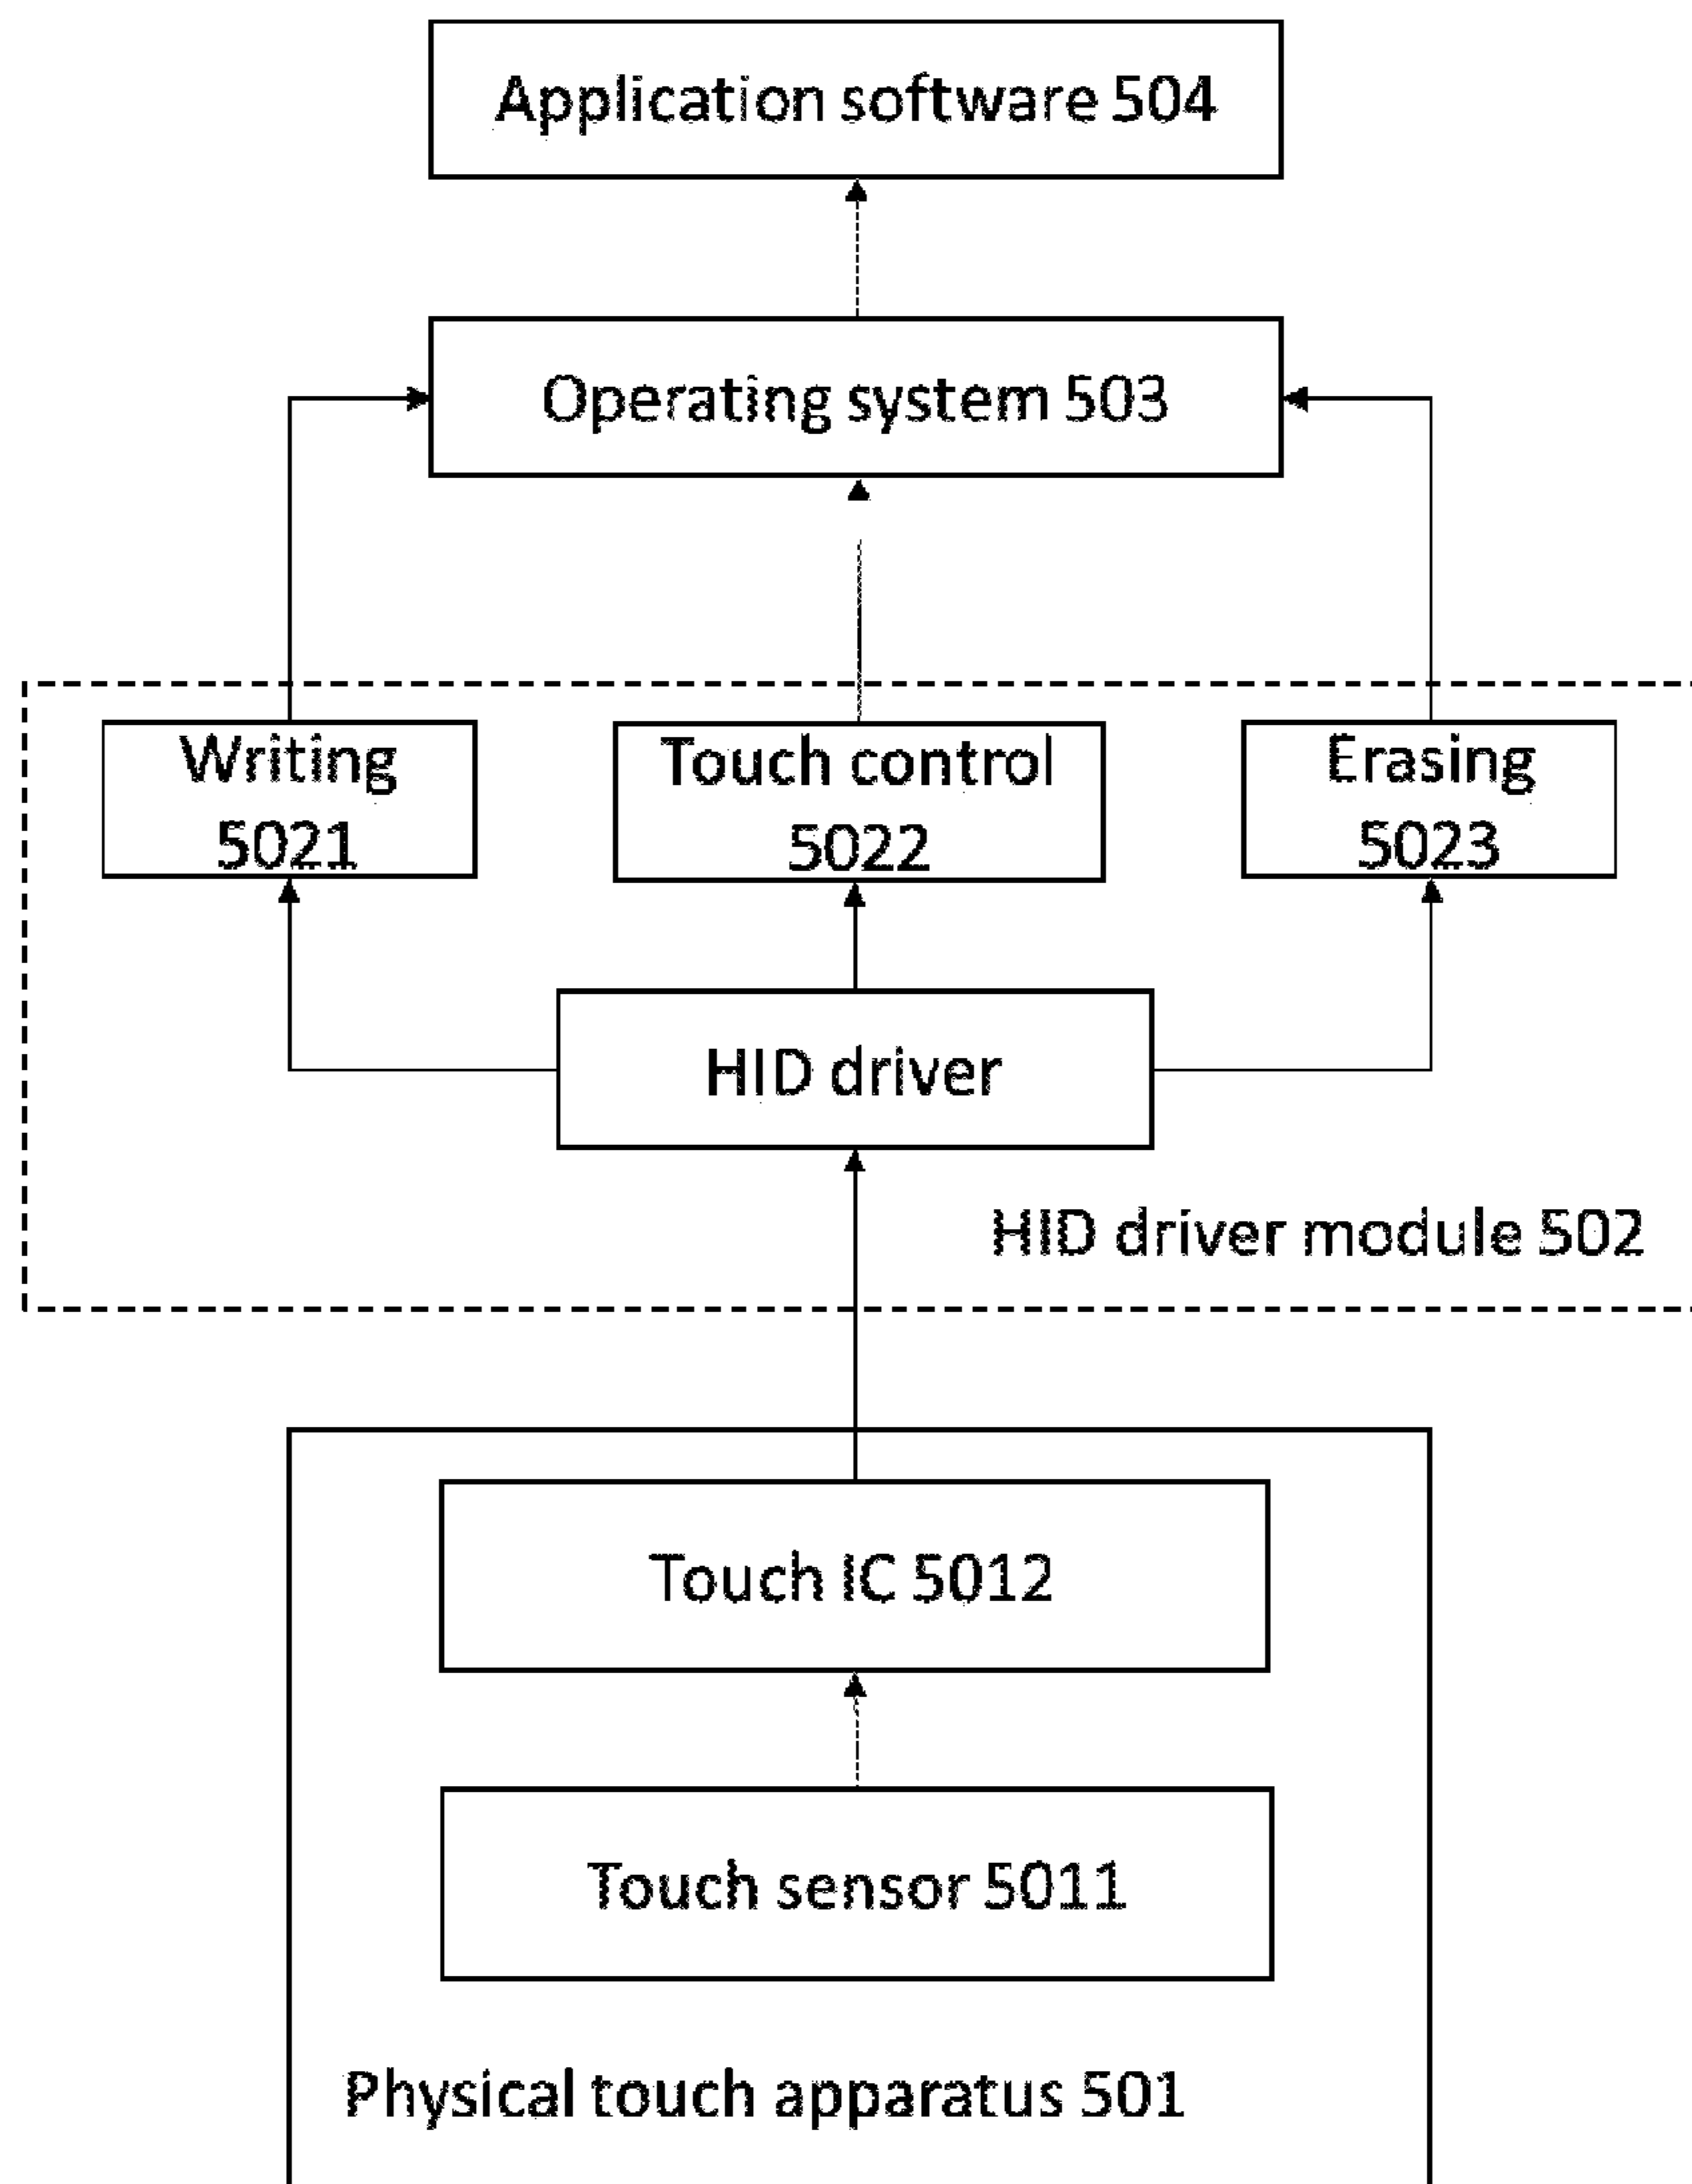 Application software 504
Operating system 503
Writing
5021
Touch control
5022
Erasing
5023
HID driver
HID driver module 502
Touch IC 5012
Touch sensor 5011
Physical touch apparatus 501